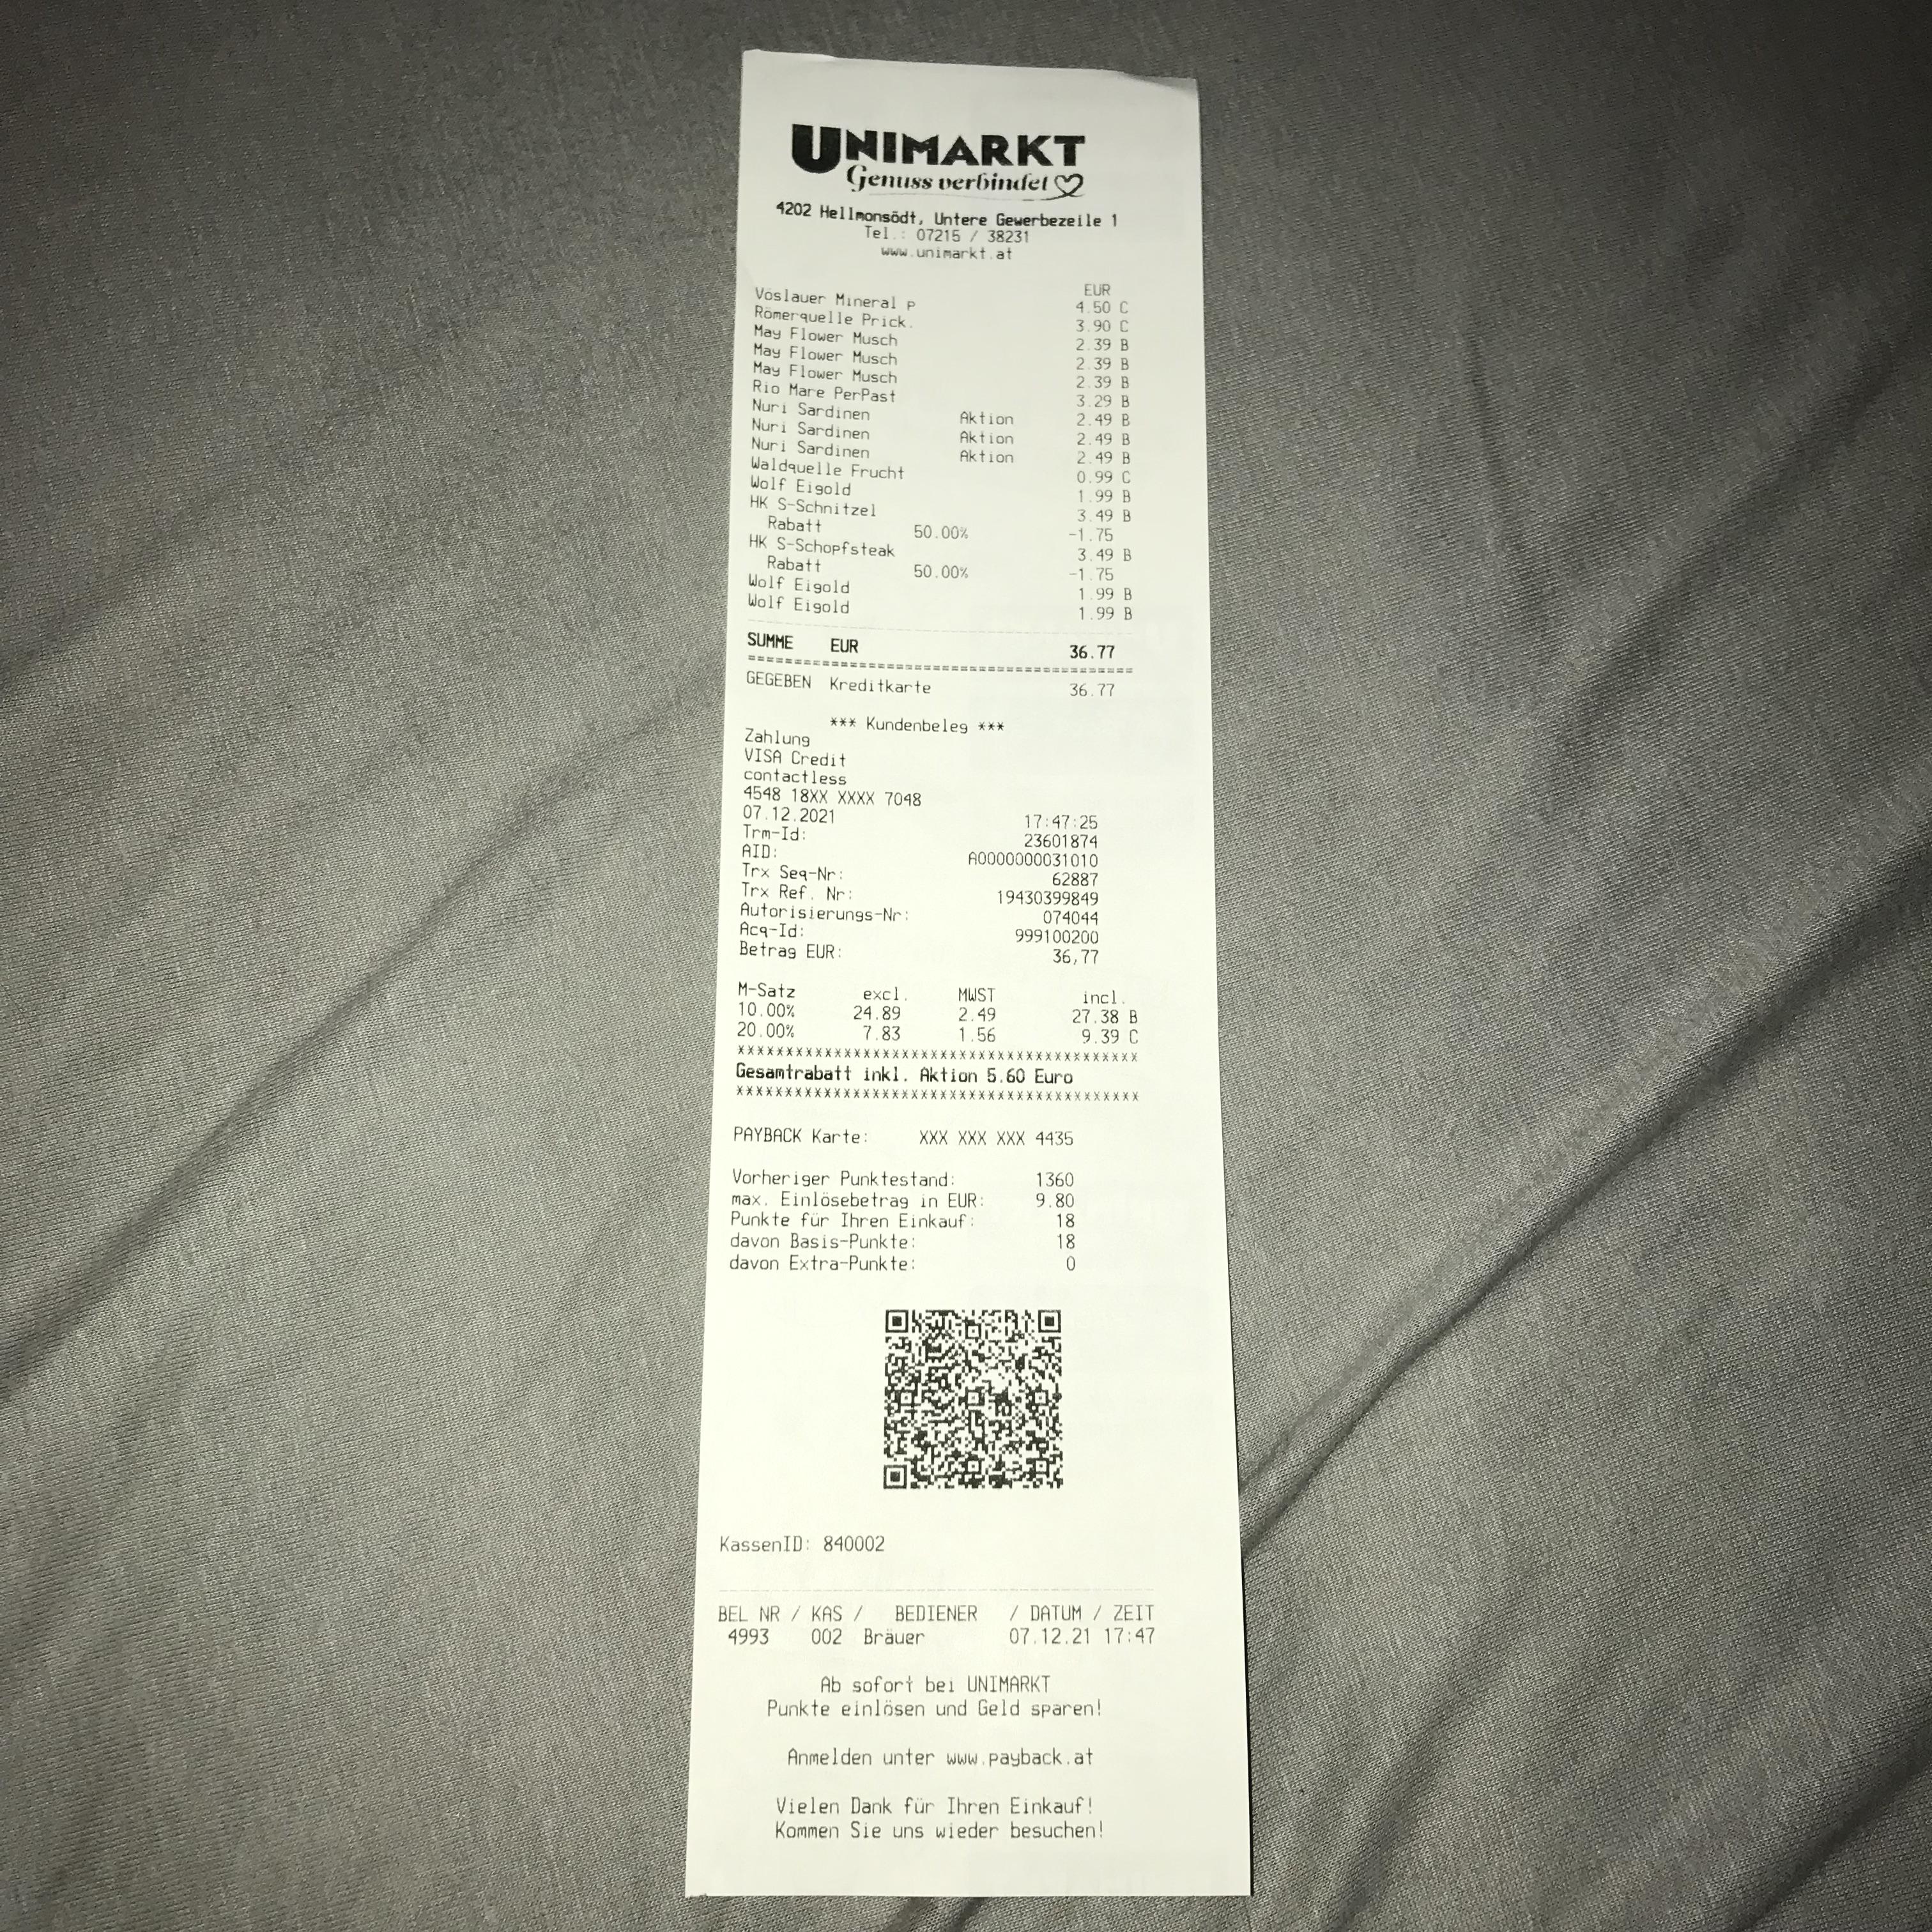 UNIMARKT
Genuss verbindet
4202 Hellmonsödt, Untere Gewerbezeile 1
Tel.: 07215 / 38231
www.unimarkt.at
EUR
Vöslauer Mineral P 4.50 C
Römerquelle Prick. 3.90 C
May Flower Musch 2.39 B
May Flower Musch 2.39 B
May Flower Musch 2.39 B
Rio Mare PerPast 3.29 B
Nuri Sardinen Aktion 2.49 B
Nuri Sardinen Aktion 2.49 B
Nuri Sardinen Aktion 2.49 B
Waldquelle Frucht 0.99 C
Wolf Eigold 1.99 B
HK S-Schnitzel 3.49 B
Rabatt 50.00% -1.75
HK S-Schopfsteak 3.49 B
Rabatt 50.00% -1.75
Wolf Eigold 1.99 B
Wolf Eigold 1.99 B
SUMME EUR 36.77
GEGEBEN Kreditkarte 36.77
*** Kundenbeleg ***
Zahlung
VISA Credit
contactless
4548 18XX XXXX 7048
07.12.2021 17:47:25
Trm-Id: 23601874
AID: A0000000031010
Trx Seq-Nr: 62887
Trx Ref. Nr: 19430399849
Autorisierungs-Nr: 074044
Acq-Id: 999100200
Betrag EUR: 36,77
M-Satz excl. MWST incl.
10.00% 24.89 2.49 27.38 B
20.00% 7.83 1.56 9.39 C
Gesamtrabatt inkl. Aktion 5.60 Euro
PAYBACK Karte: XXX XXX XXX 4435
Vorheriger Punktestand: 1360
max. Einlösebetrag in EUR: 9.80
Punkte für Ihren Einkauf: 18
davon Basis-Punkte: 18
davon Extra-Punkte: 0
KassenID: 840002
BEL NR / KAS / BEDIENER / DATUM / ZEIT
4993 002 Bräuer 07.12.21 17:47
Ab sofort bei UNIMARKT
Punkte einlösen und Geld sparen!
Anmelden unter www.payback.at
Vielen Dank für Ihren Einkauf!
Kommen Sie uns wieder besuchen!